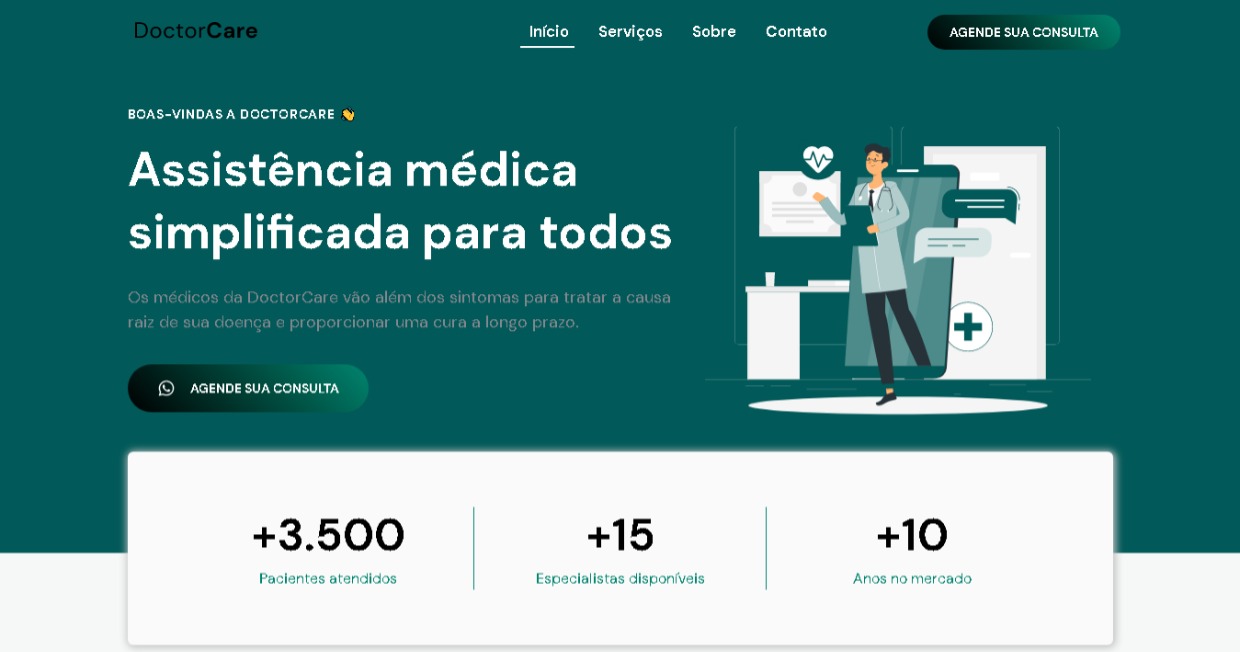 DoctorCare
Início Serviços Sobre Contato
AGENDE SUA CONSULTA
BOAS-VINDAS A DOCTORCARE 👋
Assistência médica
simplificada para todos
Os médicos da DoctorCare vão além dos sintomas para tratar a causa
raiz de sua doença e proporcionar uma cura a longo prazo.
AGENDE SUA CONSULTA
+3.500
Pacientes atendidos
+15
Especialistas disponíveis
+10
Anos no mercado